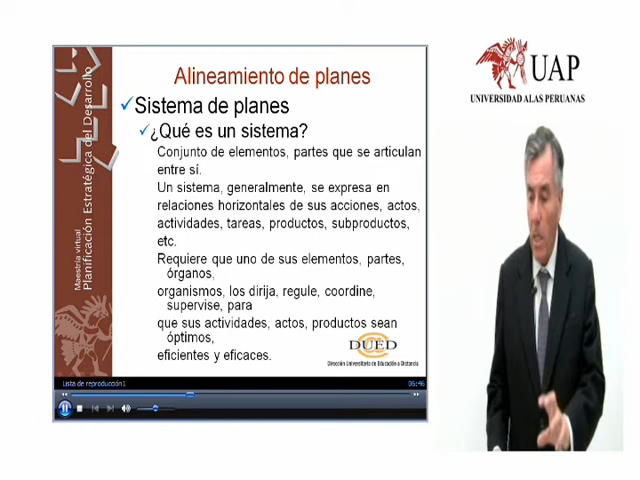 Alineamiento de planes
Sistema de planes
¿Qué es un sistema?
Conjunto de elementos, partes que se articulan
entre sí.
Un sistema, generalmente, se expresa en
relaciones horizontales de sus acciones, actos,
actividades, tareas, productos, subproductos,
etc.
Requiere que uno de sus elementos, partes,
órganos,
organismos, los dirija, regule, coordine,
supervise, para
que sus actividades, actos, productos sean
óptimos,
eficientes y eficaces.
DUED
Dirección Universitaria de Educación a Distancia
Maestría virtual
Planificación Estratégica del Desarrollo
Lista de reproducción1
06:46
UAP
UNIVERSIDAD ALAS PERUANAS